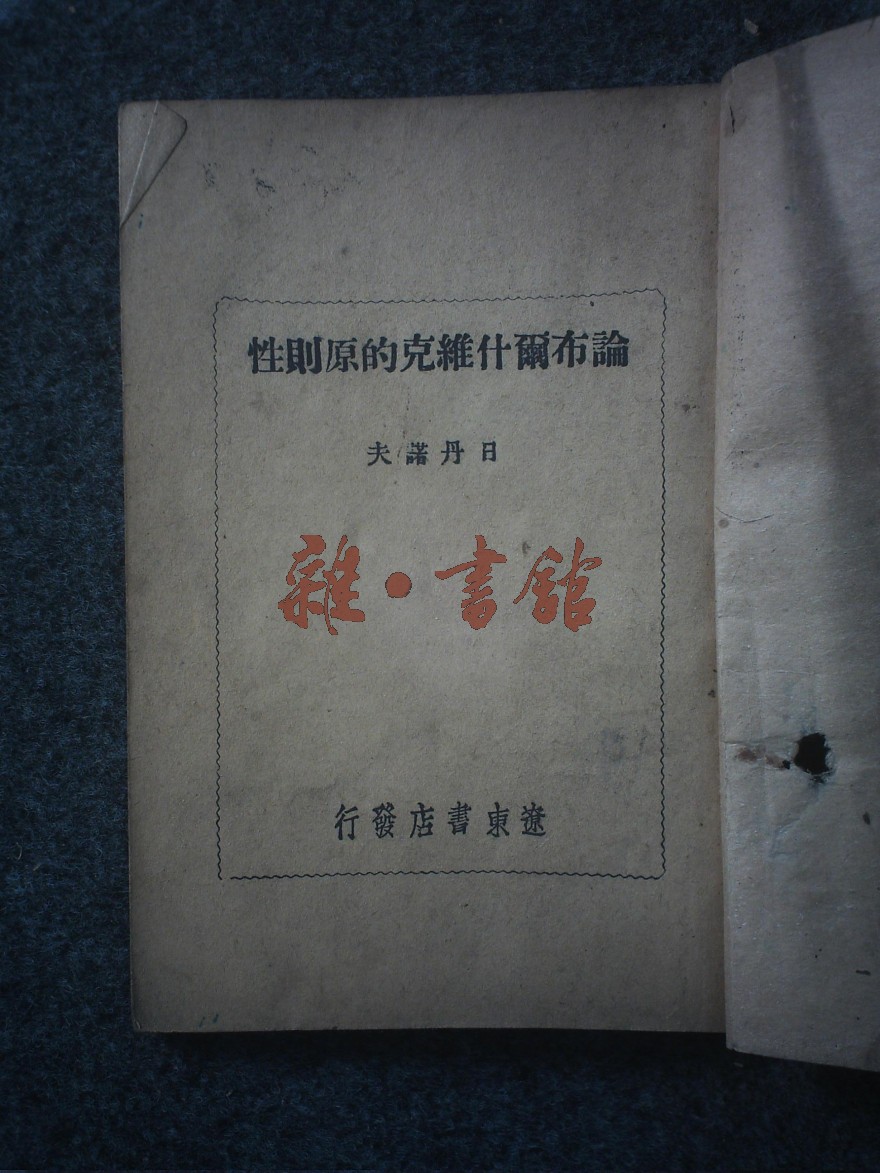 論布爾什維克的原則性
日丹諾夫
雜·書館
遼東書店發行